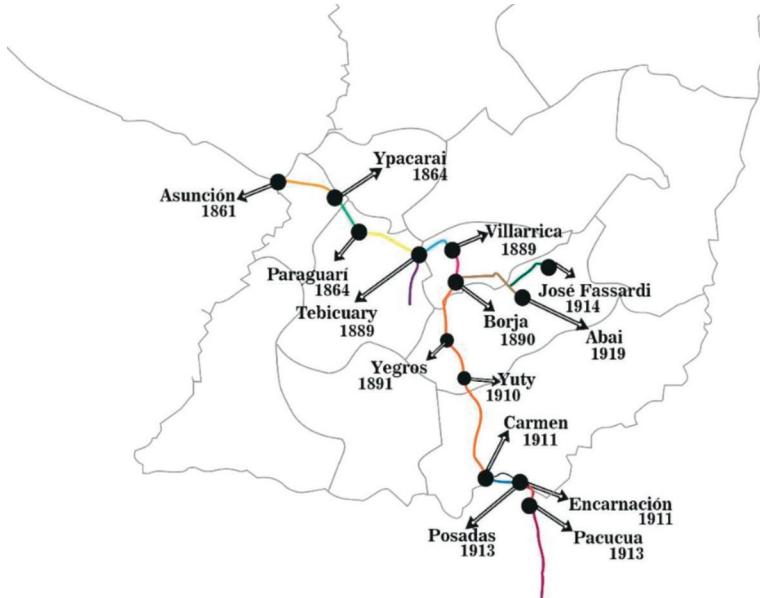 Ypacarai
1864
Asunción
1861
Villarrica
1889
Paraguarí
1864
José Fassardi
1914
Tebicuary
1889
Borja
1890
Abai
1919
Yegros
1891
Yuty
1910
Carmen
1911
Encarnación
1911
Posadas
1913
Pacucua
1913